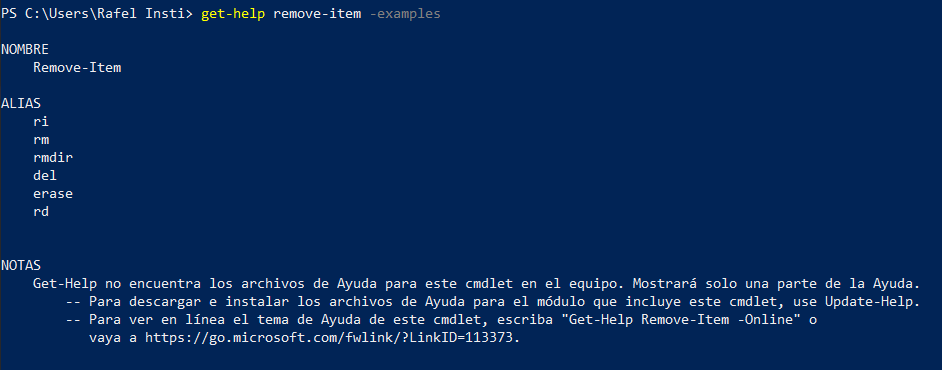 PS C:\Users\Rafel Insti> get-help remove-item -examples
NOMBRE
Remove-Item
ALIAS
ri
rm
rmdir
del
erase
rd
NOTAS
Get-Help no encuentra los archivos de Ayuda para este cmdlet en el equipo. Mostrará solo una parte de la Ayuda.
-- Para descargar e instalar los archivos de Ayuda para el módulo que incluye este cmdlet, use Update-Help.
-- Para ver en línea el tema de Ayuda de este cmdlet, escriba "Get-Help Remove-Item -Online" o
vaya a https://go.microsoft.com/fwlink/?LinkID=113373.